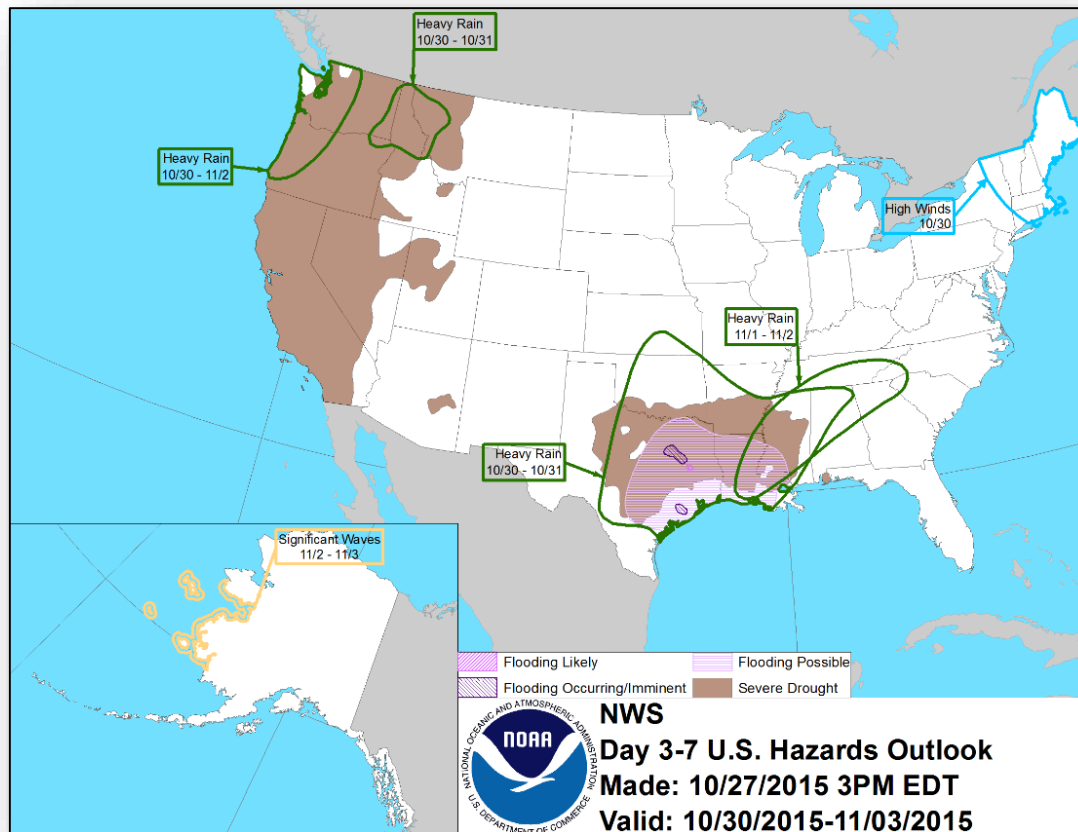 Heavy Rain
10/30 - 10/31
Heavy Rain
10/30 - 11/2
High Winds
10/30
Heavy Rain
11/1 - 11/2
Heavy Rain
10/30 - 10/31
Significant Waves
11/2 - 11/3
Flooding Likely
Flooding Possible
Flooding Occurring/Imminent
Severe Drought
NATIONAL OCEANIC AND ATMOSPHERIC ADMINISTRATION
NOAA
U.S. DEPARTMENT OF COMMERCE
NWS
Day 3-7 U.S. Hazards Outlook
Made: 10/27/2015 3PM EDT
Valid: 10/30/2015-11/03/2015